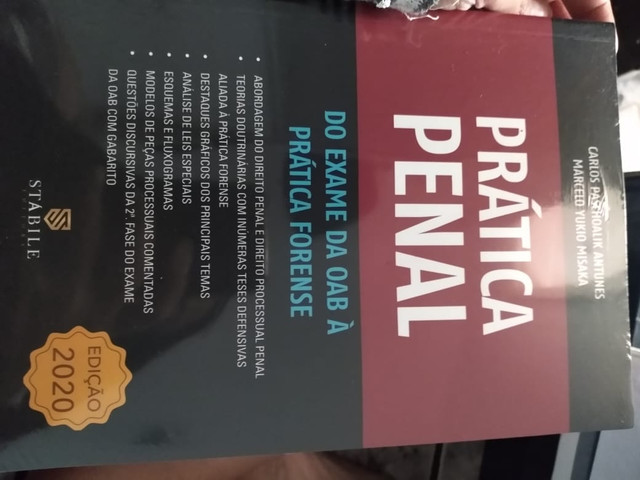 CARLOS PASCHOALIK ANTUNES
MARCELO YUKIO MISAKA
PRÁTICA
PENAL
DO EXAME DA OAB À
PRÁTICA FORENSE
• ABORDAGEM DO DIREITO PENAL E DIREITO PROCESSUAL PENAL
• TEORIAS DOUTRINÁRIAS COM INÚMERAS TESES DEFENSIVAS
ALIADA À PRÁTICA FORENSE
• DESTAQUES GRÁFICOS DOS PRINCIPAIS TEMAS
• ANÁLISE DE LEIS ESPECIAIS
• ESQUEMAS E FLUXOGRAMAS
• MODELOS DE PEÇAS PROCESSUAIS COMENTADAS
• QUESTÕES DISCURSIVAS DA 2ª FASE DO EXAME
DA OAB COM GABARITO
STABILE
EDIÇÃO
2020